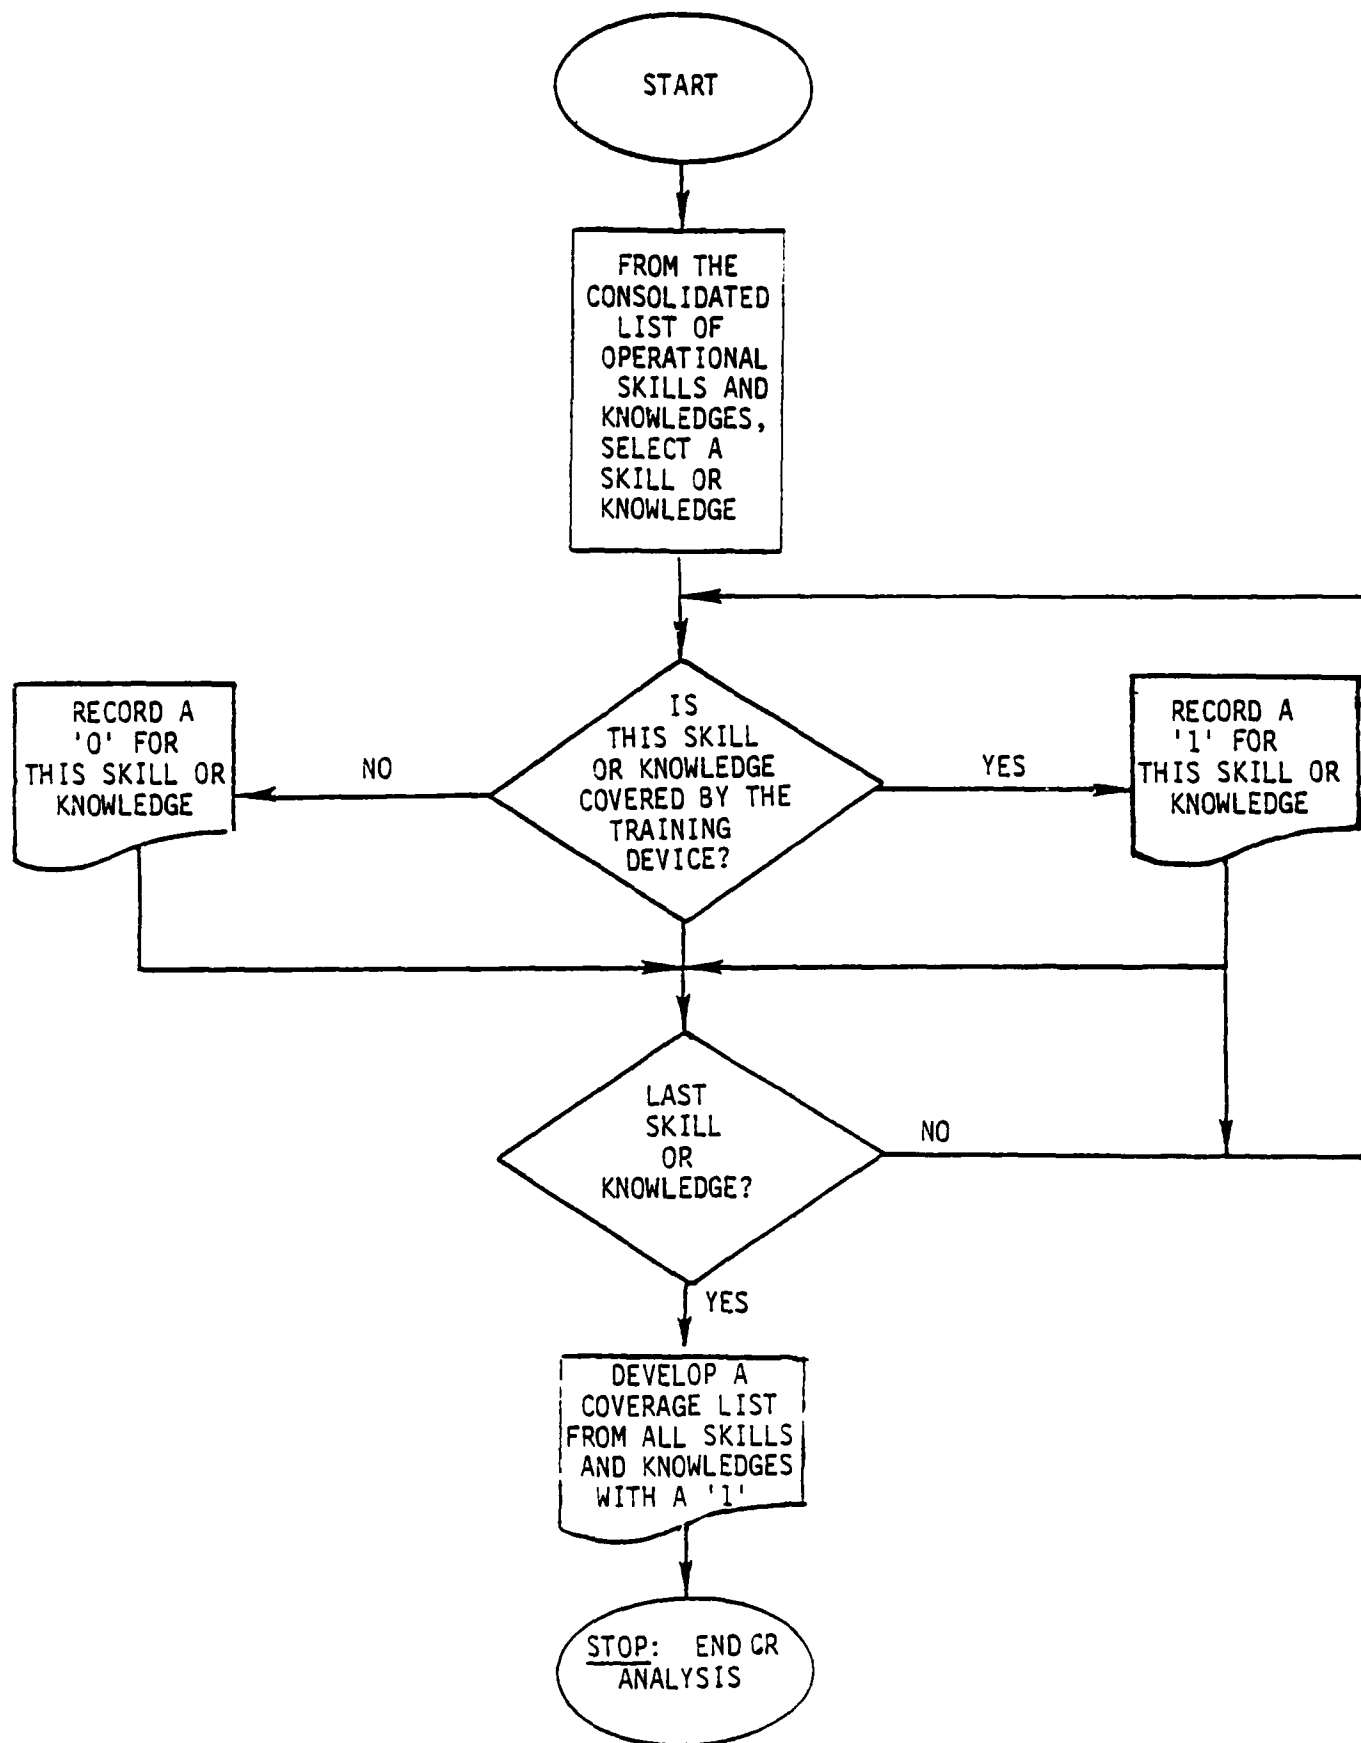 START
FROM THE
CONSOLIDATED
LIST OF
OPERATIONAL
SKILLS AND
KNOWLEDGES,
SELECT A
SKILL OR
KNOWLEDGE
IS
THIS SKILL
OR KNOWLEDGE
COVERED BY THE
TRAINING
DEVICE?
NO
RECORD A
'0' FOR
THIS SKILL OR
KNOWLEDGE
YES
RECORD A
'1' FOR
THIS SKILL OR
KNOWLEDGE
LAST
SKILL
OR
KNOWLEDGE?
NO
YES
DEVELOP A
COVERAGE LIST
FROM ALL SKILLS
AND KNOWLEDGES
WITH A '1'
STOP: END CR
ANALYSIS